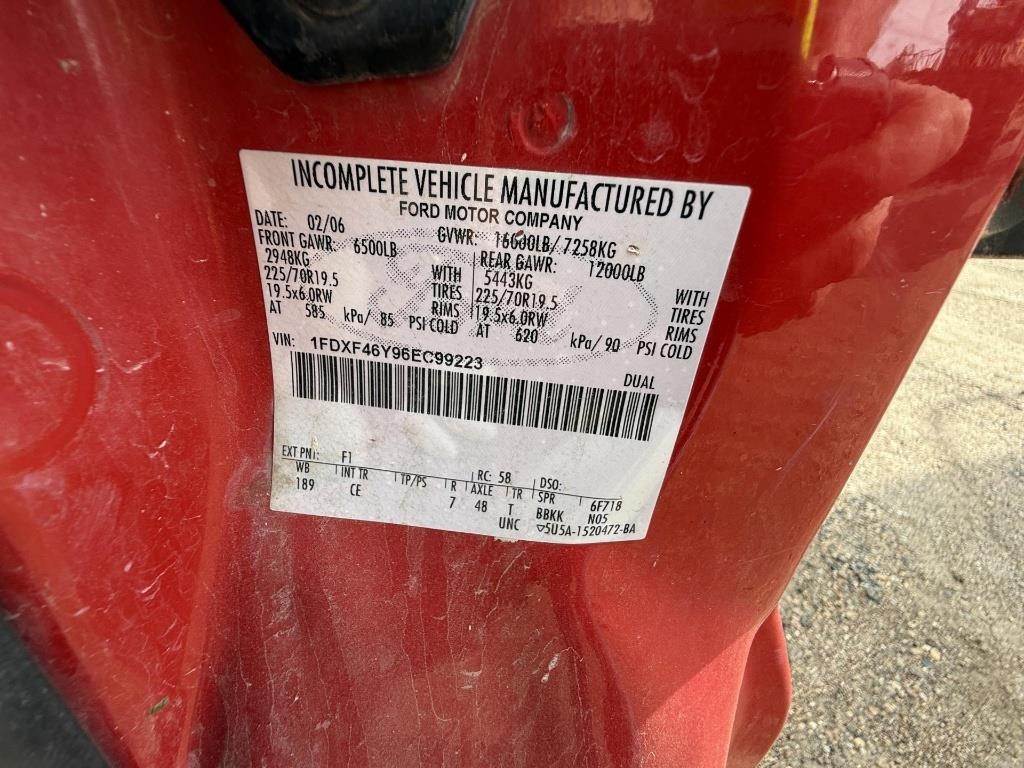 INCOMPLETE VEHICLE MANUFACTURED BY
FORD MOTOR COMPANY
DATE: 02/06 GVWR: 16000LB/ 7258KG
FRONT GAWR: 6500LB REAR GAWR: 12000LB
2948KG WITH 5443KG WITH
225/70R19.5 TIRES 225/70R19.5 TIRES
19.5x6.0RW RIMS 19.5x6.0RW RIMS
AT 585 kPa/ 85 PSI COLD AT 620 kPa/ 90 PSI COLD
VIN: 1FDXF46Y96EC99223
DUAL
EXT PNT: F1 RC: 58 DSO:
WB INT TR TP/PS R AXLE TR SPR 6F718
189 CE 7 48 T BBKK N05
UNC ▽5U5A-1520472-BA